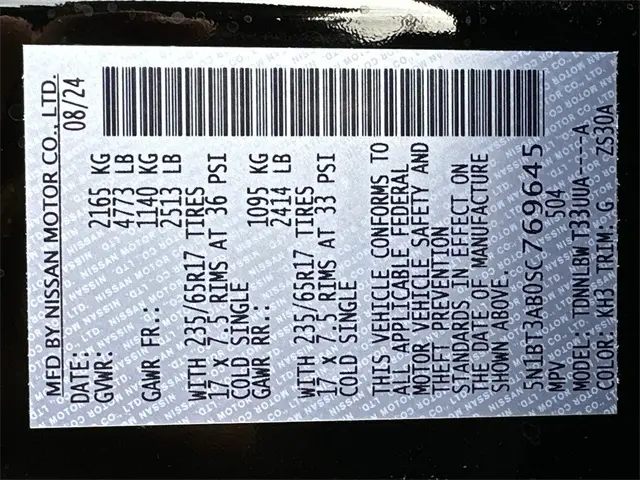 MFD BY NISSAN MOTOR CO., LTD.
DATE: 08/24
GVWR: 2165 KG
4773 LB
GAWR FR.: 1140 KG
2513 LB
WITH 235/65R17 TIRES
17 X 7.5 RIMS AT 36 PSI
COLD SINGLE
GAWR RR.: 1095 KG
2414 LB
WITH 235/65R17 TIRES
17 X 7.5 RIMS AT 33 PSI
COLD SINGLE
THIS VEHICLE CONFORMS TO
ALL APPLICABLE FEDERAL
MOTOR VEHICLE SAFETY AND
THEFT PREVENTION
STANDARDS IN EFFECT ON
THE DATE OF MANUFACTURE
SHOWN ABOVE.
5N1BT3AB0SC769645
MPV 504
MODEL: TDNNLBW T33UUA----A
COLOR: KH3 TRIM: G ZS30A